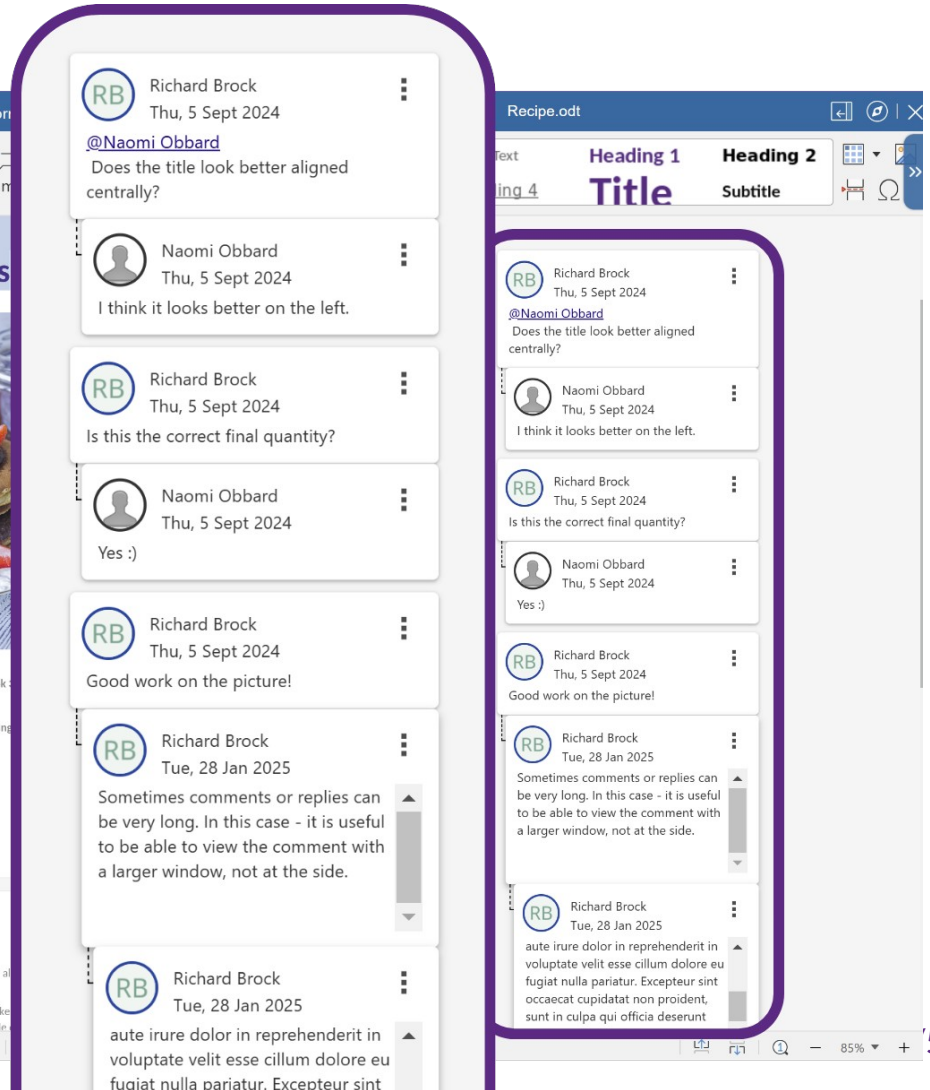 RB
Richard Brock
Thu, 5 Sept 2024
@Naomi Obbard
Does the title look better aligned
centrally?
Naomi Obbard
Thu, 5 Sept 2024
I think it looks better on the left.
RB
Richard Brock
Thu, 5 Sept 2024
Is this the correct final quantity?
Naomi Obbard
Thu, 5 Sept 2024
Yes :)
RB
Richard Brock
Thu, 5 Sept 2024
Good work on the picture!
RB
Richard Brock
Tue, 28 Jan 2025
Sometimes comments or replies can
be very long. In this case - it is useful
to be able to view the comment with
a larger window, not at the side.
RB
Richard Brock
Tue, 28 Jan 2025
aute irure dolor in reprehenderit in
voluptate velit esse cillum dolore eu
fugiat nulla pariatur. Excepteur sint
Recipe.odt
Text
Heading 1
Heading 2
ing 4
Title
Subtitle
RB
Richard Brock
Thu, 5 Sept 2024
@Naomi Obbard
Does the title look better aligned
centrally?
Naomi Obbard
Thu, 5 Sept 2024
I think it looks better on the left.
RB
Richard Brock
Thu, 5 Sept 2024
Is this the correct final quantity?
Naomi Obbard
Thu, 5 Sept 2024
Yes :)
RB
Richard Brock
Thu, 5 Sept 2024
Good work on the picture!
RB
Richard Brock
Tue, 28 Jan 2025
Sometimes comments or replies can
be very long. In this case - it is useful
to be able to view the comment with
a larger window, not at the side.
RB
Richard Brock
Tue, 28 Jan 2025
aute irure dolor in reprehenderit in
voluptate velit esse cillum dolore eu
fugiat nulla pariatur. Excepteur sint
occaecat cupidatat non proident,
sunt in culpa qui officia deserunt
85%